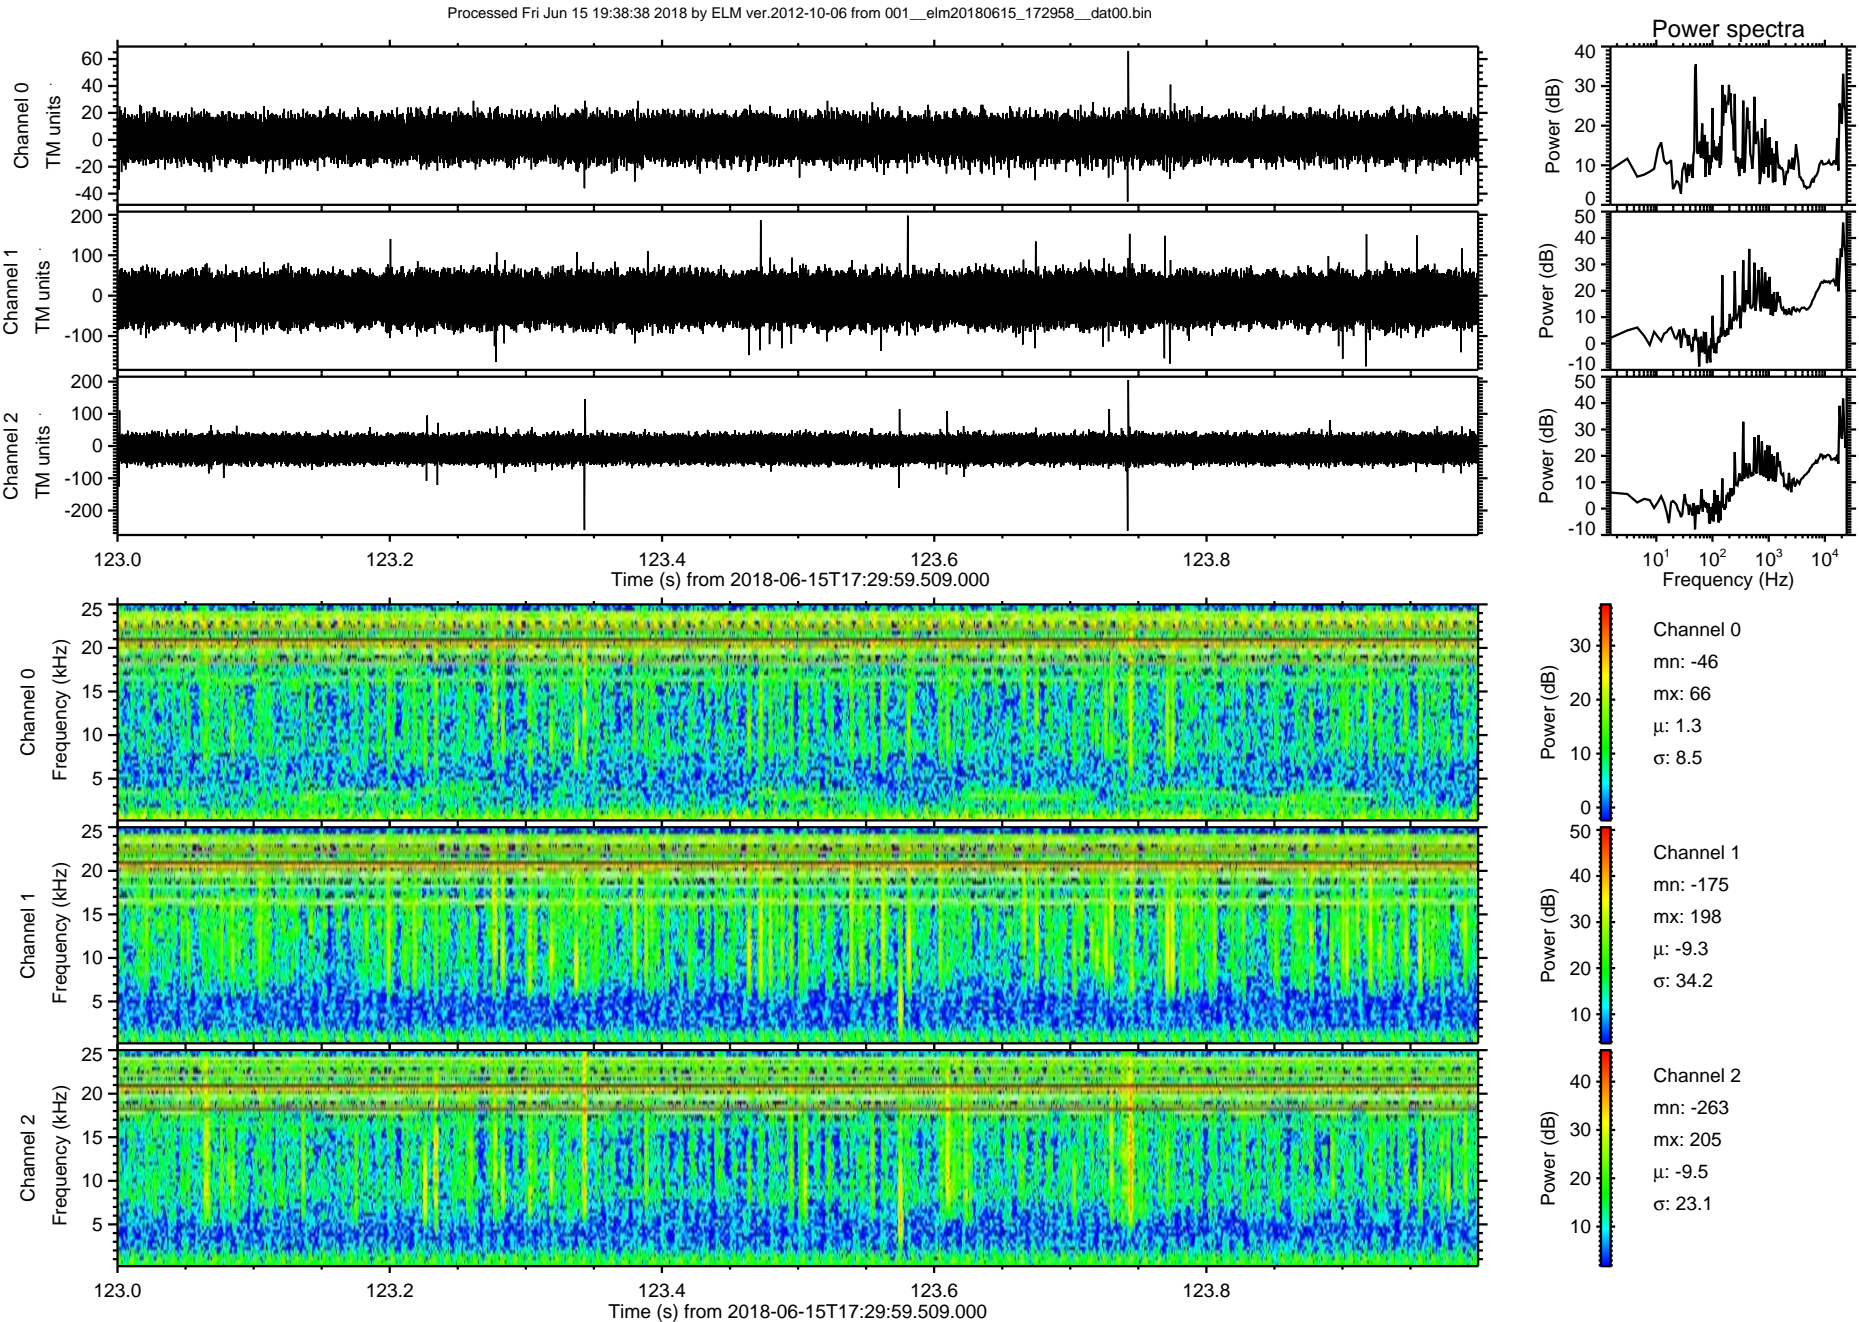 Processed Fri Jun 15 19:38:38 2018 by ELM ver.2012-10-06 from 001__elm20180615_172958__dat00.bin
Power spectra
Channel 0
TM units
60
40
20
0
-20
-40
Power (dB)
40
30
20
10
0
Channel 1
TM units
200
100
0
-100
Power (dB)
50
40
30
20
10
0
-10
Channel 2
TM units
200
100
0
-100
-200
Power (dB)
50
40
30
20
10
0
-10
123.0 123.2 123.4 123.6 123.8
Time (s) from 2018-06-15T17:29:59.509.000
10^1 10^2 10^3 10^4
Frequency (Hz)
Channel 0
Frequency (kHz)
25
20
15
10
5
Power (dB)
30
20
10
0
Channel 0
mn: -46
mx: 66
μ: 1.3
σ: 8.5
Channel 1
Frequency (kHz)
25
20
15
10
5
Power (dB)
50
40
30
20
10
Channel 1
mn: -175
mx: 198
μ: -9.3
σ: 34.2
Channel 2
Frequency (kHz)
25
20
15
10
5
Power (dB)
40
30
20
10
Channel 2
mn: -263
mx: 205
μ: -9.5
σ: 23.1
123.0 123.2 123.4 123.6 123.8
Time (s) from 2018-06-15T17:29:59.509.000